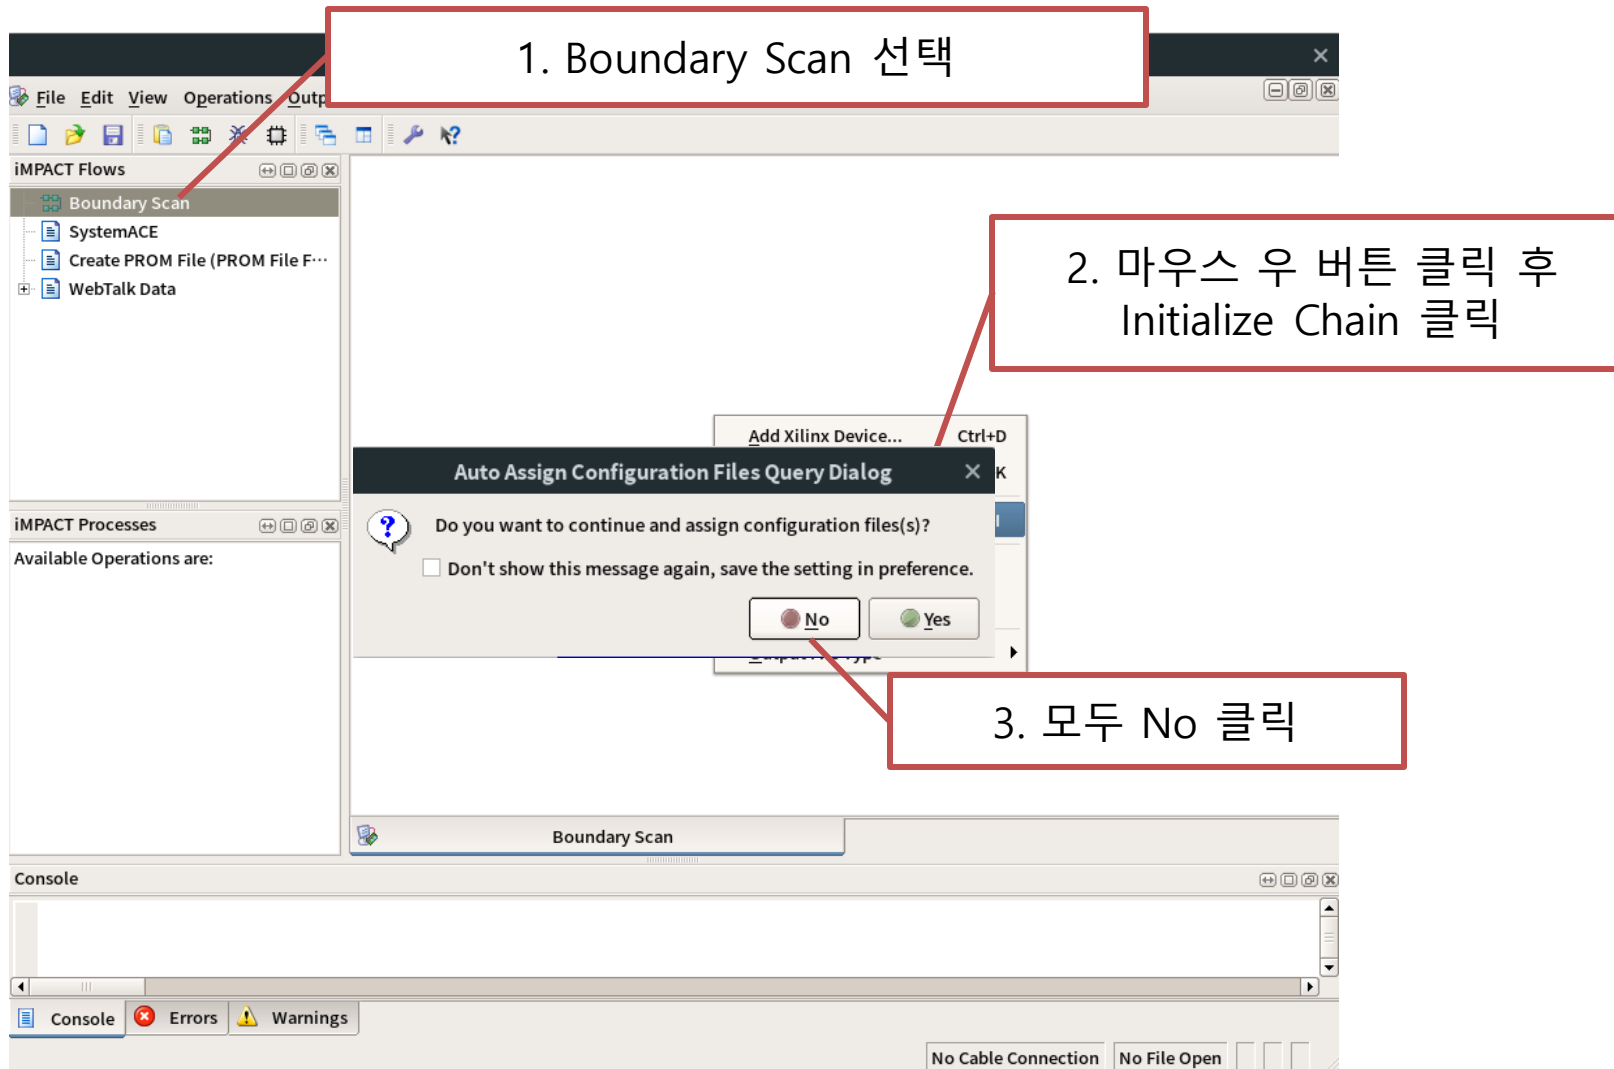 1. Boundary Scan 선택
File Edit View Operations Outp
iMPACT Flows
Boundary Scan
SystemACE
Create PROM File (PROM File F···
WebTalk Data
2. 마우스 우 버튼 클릭 후
Initialize Chain 클릭
Add Xilinx Device... Ctrl+D
K
I
Auto Assign Configuration Files Query Dialog
Do you want to continue and assign configuration files(s)?
Don't show this message again, save the setting in preference.
No Yes
3. 모두 No 클릭
iMPACT Processes
Available Operations are:
Boundary Scan
Console
Console Errors Warnings
No Cable Connection No File Open